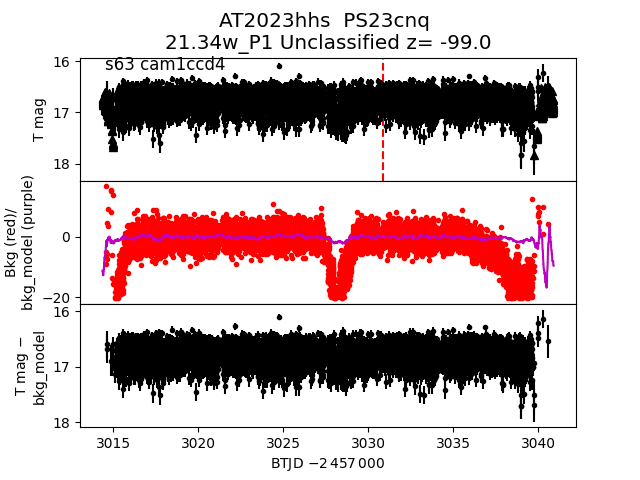 AT2023hhs  PS23cnq
21.34w_P1 Unclassified z= -99.0
s63 cam1ccd4
16
17
18
T mag
0
−20
Bkg (red)/
bkg_model (purple)
16
17
18
T mag −
bkg_model
3015
3020
3025
3030
3035
3040
BTJD −2 457 000